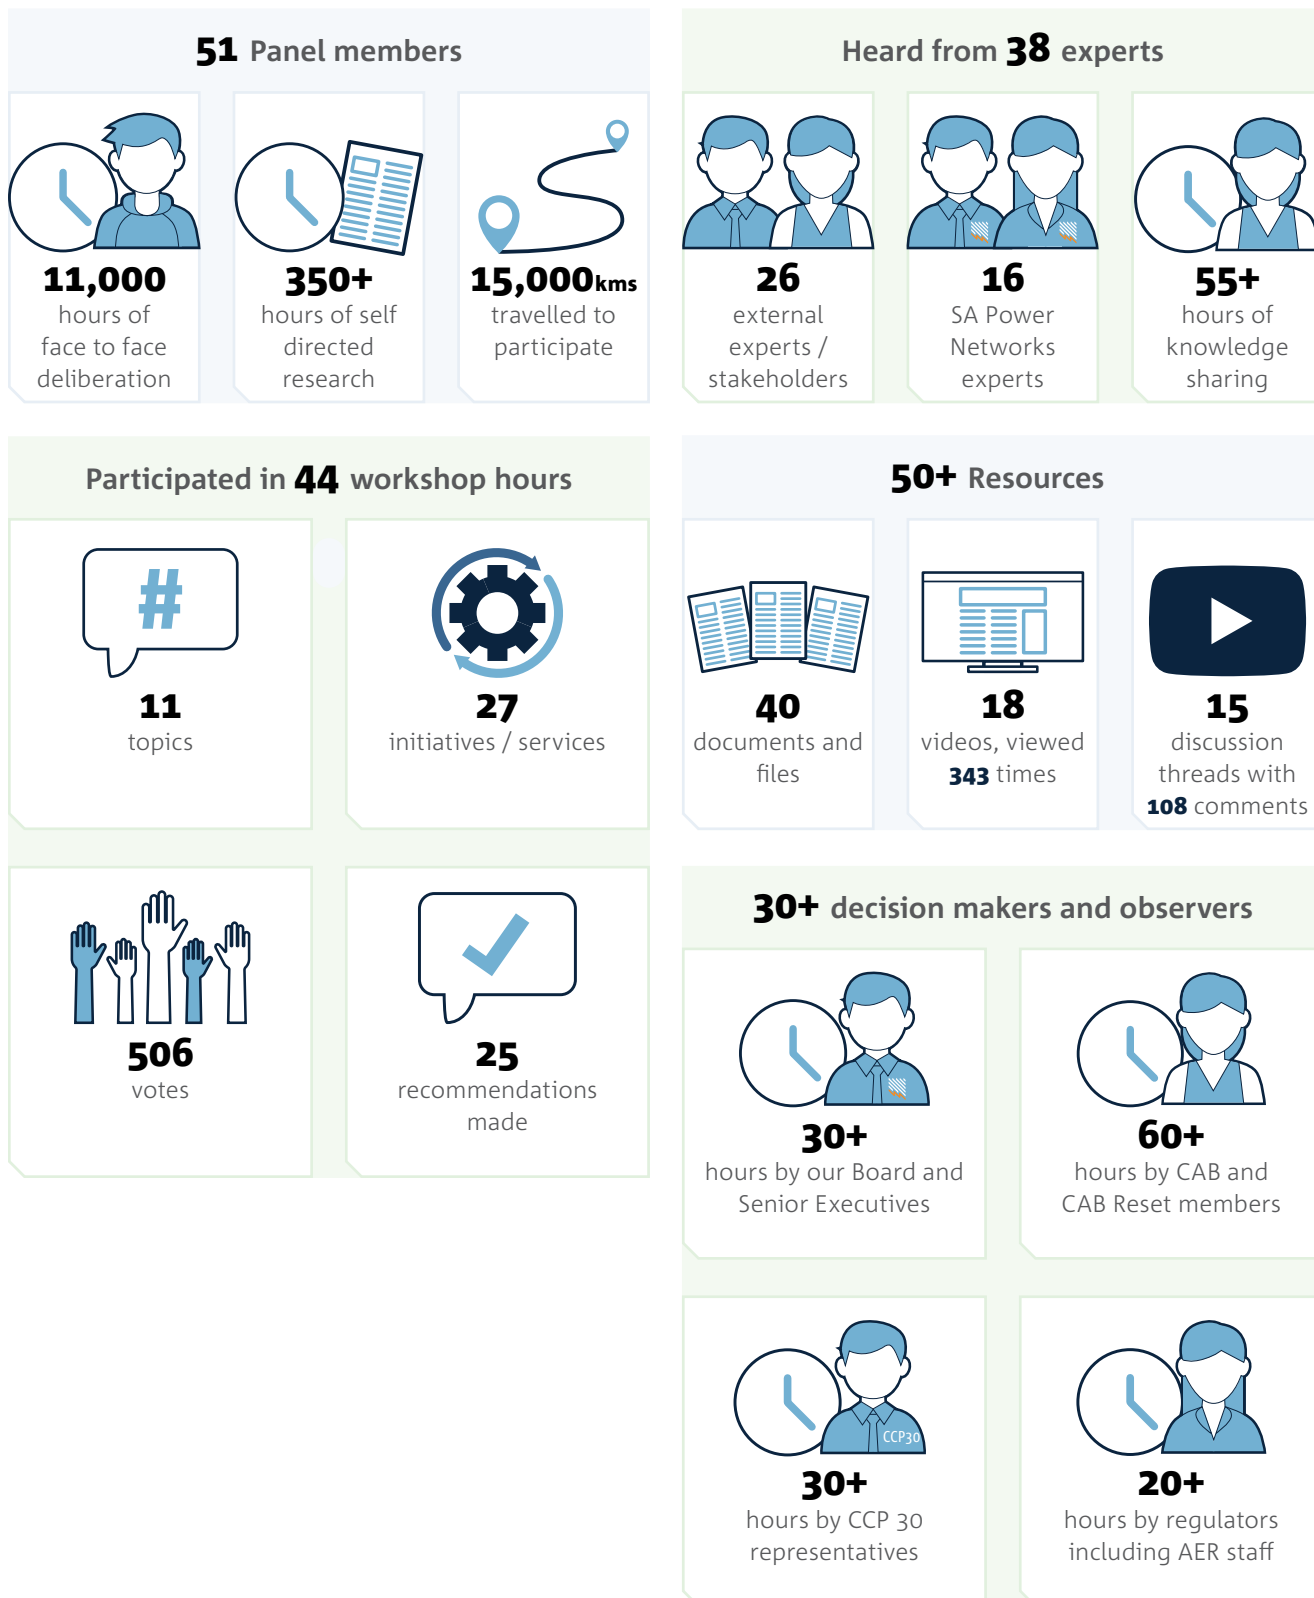 51 Panel members
11,000
hours of
face to face
deliberation
350+
hours of self
directed
research
15,000kms
travelled to
participate
Heard from 38 experts
26
external
experts /
stakeholders
16
SA Power
Networks
experts
55+
hours of
knowledge
sharing
Participated in 44 workshop hours
#
11
topics
27
initiatives / services
506
votes
25
recommendations
made
50+ Resources
40
documents and
files
18
videos, viewed
343 times
15
discussion
threads with
108 comments
30+ decision makers and observers
30+
hours by our Board and
Senior Executives
60+
hours by CAB and
CAB Reset members
CCP30
30+
hours by CCP 30
representatives
20+
hours by regulators
including AER staff